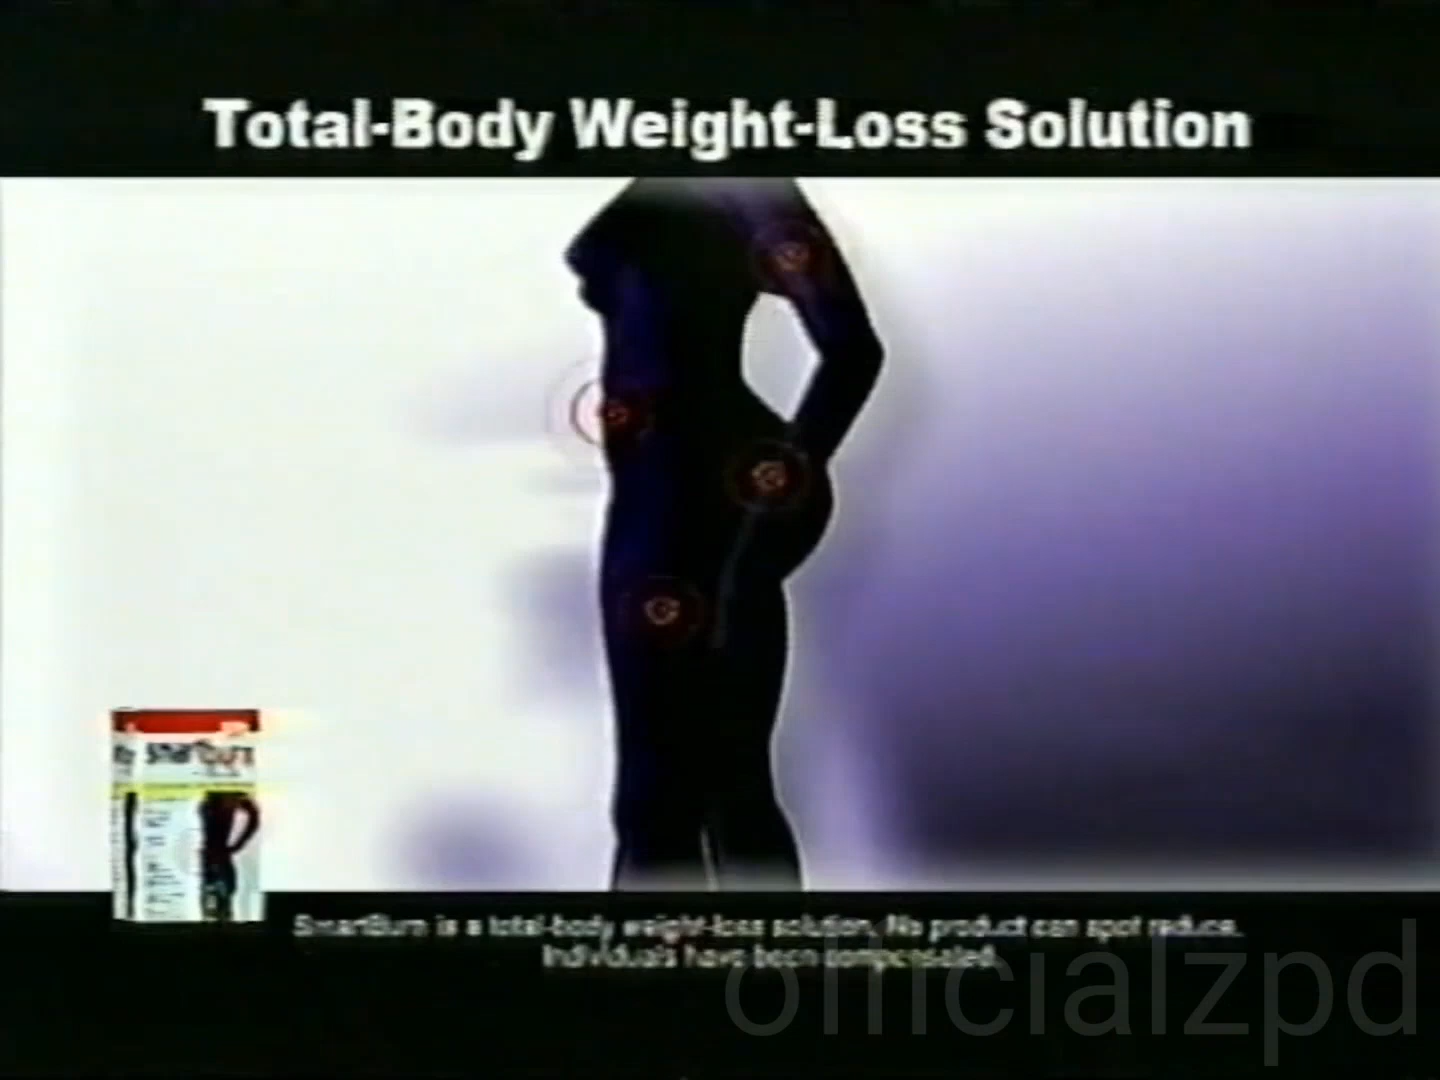 Total-Body Weight-Loss Solution
smartburn
SmartBurn is a total-body weight-loss solution. No product can spot reduce.
Individuals have been compensated.
officialzpd